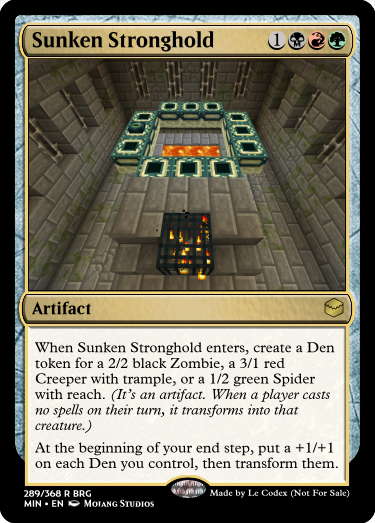 Sunken Stronghold 1
Artifact
When Sunken Stronghold enters, create a Den
token for a 2/2 black Zombie, a 3/1 red
Creeper with trample, or a 1/2 green Spider
with reach. (It's an artifact. When a player casts
no spells on their turn, it transforms into that
creature.)
At the beginning of your end step, put a +1/+1
on each Den you control, then transform them.
289/368 R BRG
MIN • EN Mojang Studios
Made by Le Codex (Not For Sale)